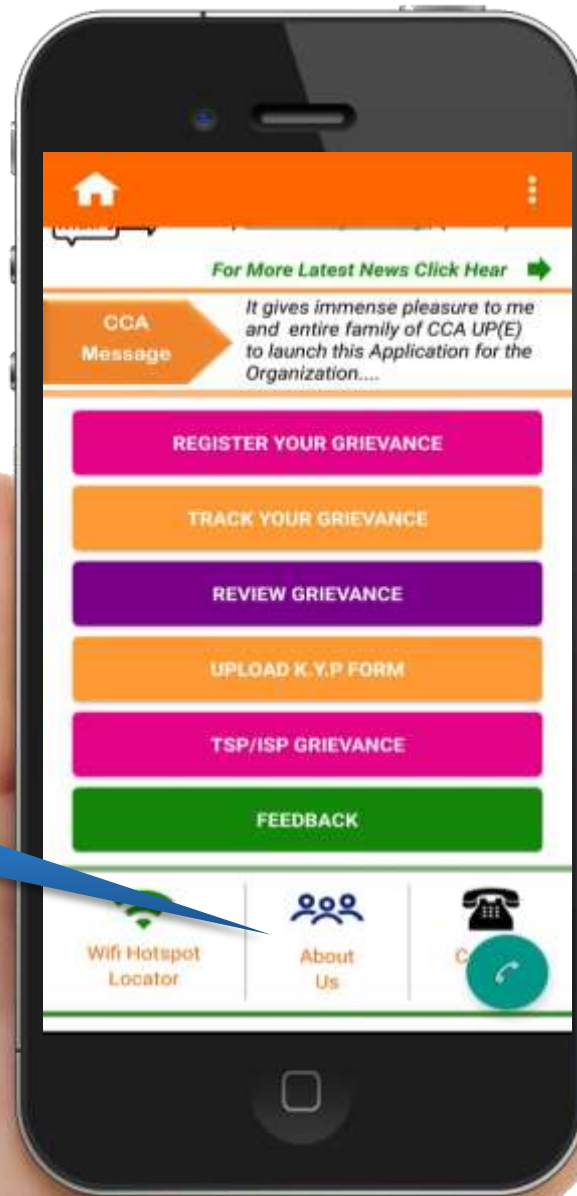 For More Latest News Click Hear
CCA
Message
It gives immense pleasure to me
and entire family of CCA UP(E)
to launch this Application for the
Organization....
REGISTER YOUR GRIEVANCE
TRACK YOUR GRIEVANCE
REVIEW GRIEVANCE
UPLOAD K.Y.P FORM
TSP/ISP GRIEVANCE
FEEDBACK
Wifi Hotspot
Locator
About
Us